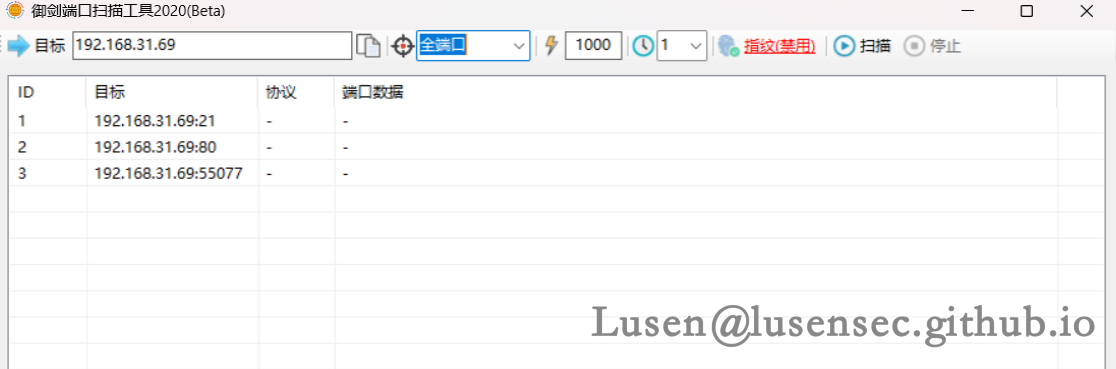 御剑端口扫描工具2020(Beta)
目标 192.168.31.69 全端口 1000 1 指纹(禁用) 扫描 停止
ID 目标 协议 端口数据
1 192.168.31.69:21 - -
2 192.168.31.69:80 - -
3 192.168.31.69:55077 - -
Lusen@lusensec.github.io